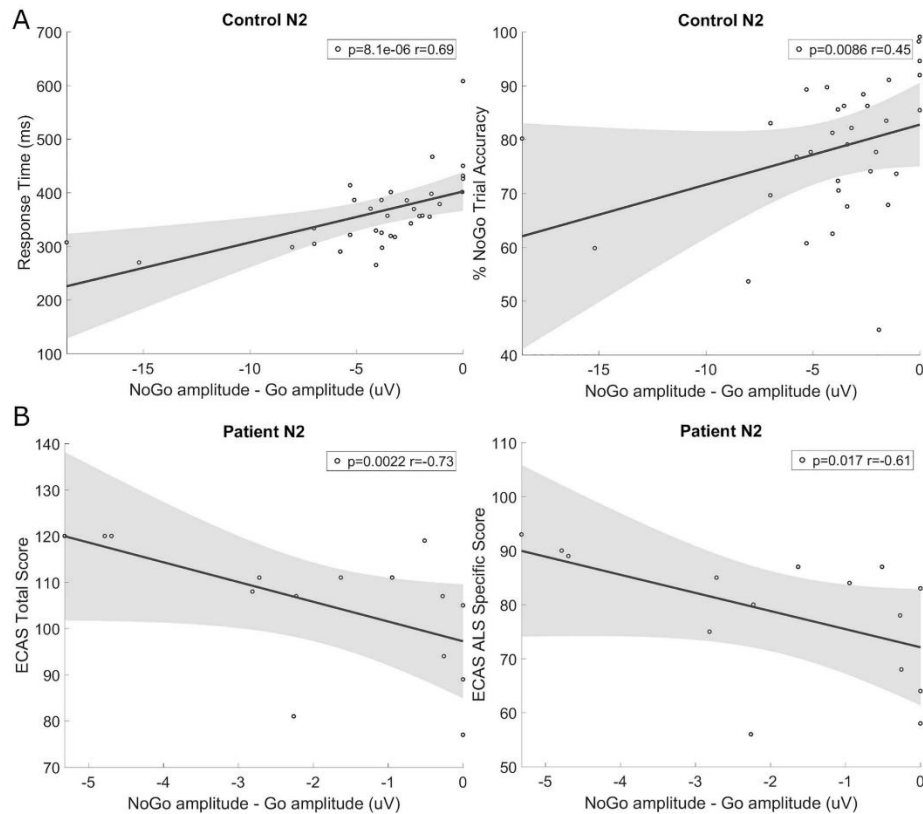 A
Control N2
p=8.1e-06 r=0.69
700
600
500
400
300
200
100
Response Time (ms)
-15
-10
-5
0
NoGo amplitude - Go amplitude (uV)
Control N2
p=0.0086 r=0.45
100
90
80
70
60
50
40
% NoGo Trial Accuracy
-15
-10
-5
0
NoGo amplitude - Go amplitude (uV)
B
Patient N2
p=0.0022 r=-0.73
140
130
120
110
100
90
80
70
ECAS Total Score
-5
-4
-3
-2
-1
0
NoGo amplitude - Go amplitude (uV)
Patient N2
p=0.017 r=-0.61
110
100
90
80
70
60
50
ECAS ALS Specific Score
-5
-4
-3
-2
-1
0
NoGo amplitude - Go amplitude (uV)